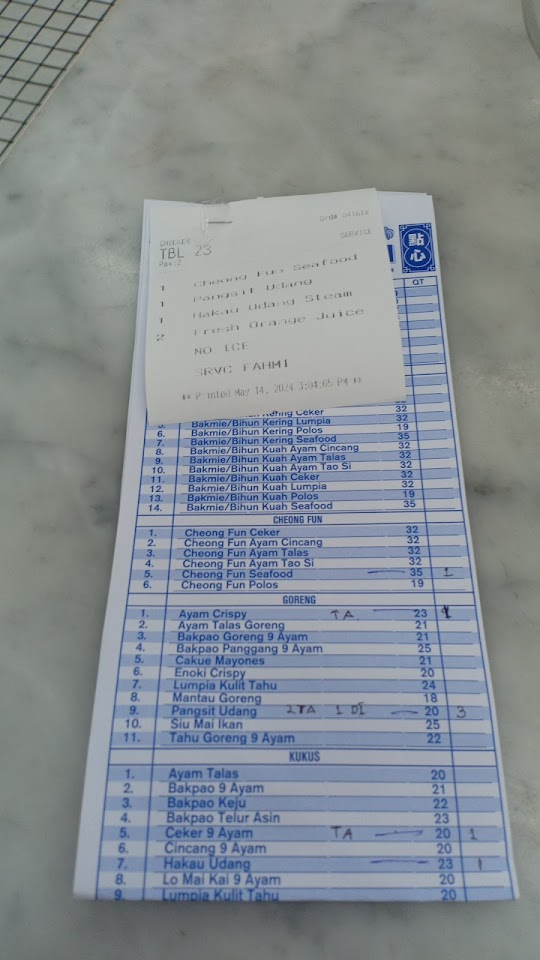 Ord# 041624
CHECKER
SERVICE
TBL 23
Pax 2
1 Cheong Fun Seafood
1 Pangsit Udang
1 Hakau Udang Steam
2 Fresh Orange Juice
NO ICE
SRVC FAHMI
** Printed May 14, 2024 3:04:05 PM **
點心
QT
Kering Ceker 32
5. Bakmie/Bihun Kering Lumpia 32
6. Bakmie/Bihun Kering Polos 19
7. Bakmie/Bihun Kering Seafood 35
8. Bakmie/Bihun Kuah Ayam Cincang 32
9. Bakmie/Bihun Kuah Ayam Talas 32
10. Bakmie/Bihun Kuah Ayam Tao Si 32
11. Bakmie/Bihun Kuah Ceker 32
12. Bakmie/Bihun Kuah Lumpia 32
13. Bakmie/Bihun Kuah Polos 19
14. Bakmie/Bihun Kuah Seafood 35
CHEONG FUN
1. Cheong Fun Ceker 32
2. Cheong Fun Ayam Cincang 32
3. Cheong Fun Ayam Talas 32
4. Cheong Fun Ayam Tao Si 32
5. Cheong Fun Seafood 35 1
6. Cheong Fun Polos 19
GORENG
1. Ayam Crispy TA 23 1
2. Ayam Talas Goreng 21
3. Bakpao Goreng 9 Ayam 21
4. Bakpao Panggang 9 Ayam 25
5. Cakue Mayones 21
6. Enoki Crispy 20
7. Lumpia Kulit Tahu 24
8. Mantau Goreng 18
9. Pangsit Udang 2TA 1 DI 20 3
10. Siu Mai Ikan 25
11. Tahu Goreng 9 Ayam 22
KUKUS
1. Ayam Talas 20
2. Bakpao 9 Ayam 21
3. Bakpao Keju 22
4. Bakpao Telur Asin 23
5. Ceker 9 Ayam TA 20 1
6. Cincang 9 Ayam 20
7. Hakau Udang 23 1
8. Lo Mai Kai 9 Ayam 20
9. Lumpia Kulit Tahu 20